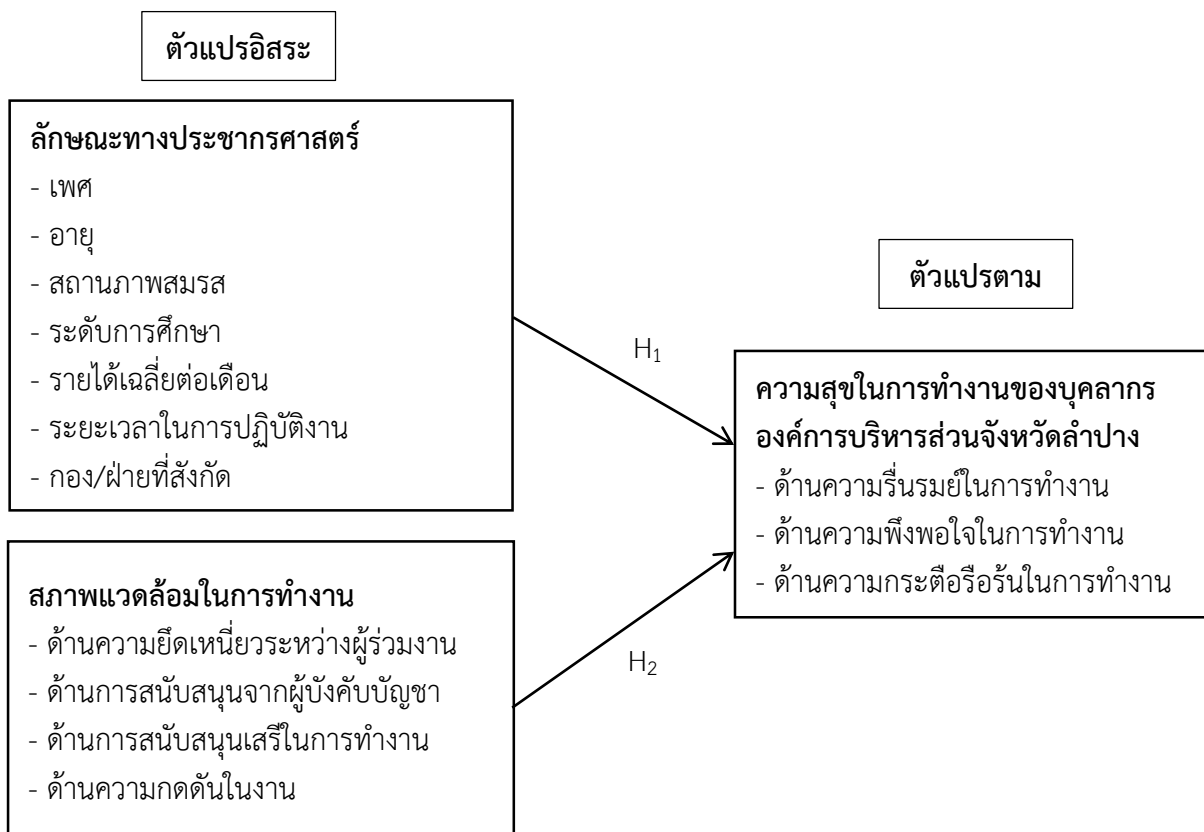 ตัวแปรอิสระ
ลักษณะทางประชากรศาสตร์
- เพศ
- อายุ
- สถานภาพสมรส
- ระดับการศึกษา
- รายได้เฉลี่ยต่อเดือน
- ระยะเวลาในการปฏิบัติงาน
- กอง/ฝ่ายที่สังกัด
H₁
ตัวแปรตาม
ความสุขในการทำงานของบุคลากร
องค์การบริหารส่วนจังหวัดลำปาง
- ด้านความรื่นรมย์ในการทำงาน
- ด้านความพึงพอใจในการทำงาน
- ด้านความกระตือรือร้นในการทำงาน
สภาพแวดล้อมในการทำงาน
- ด้านความยึดเหนี่ยวระหว่างผู้ร่วมงาน
- ด้านการสนับสนุนจากผู้บังคับบัญชา
- ด้านการสนับสนุนเสรีในการทำงาน
- ด้านความกดดันในงาน
H₂